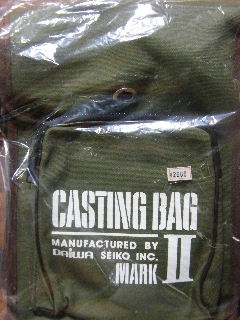 CASTING BAG
MANUFACTURED BY
DAIWA SEIKO INC.
MARK II